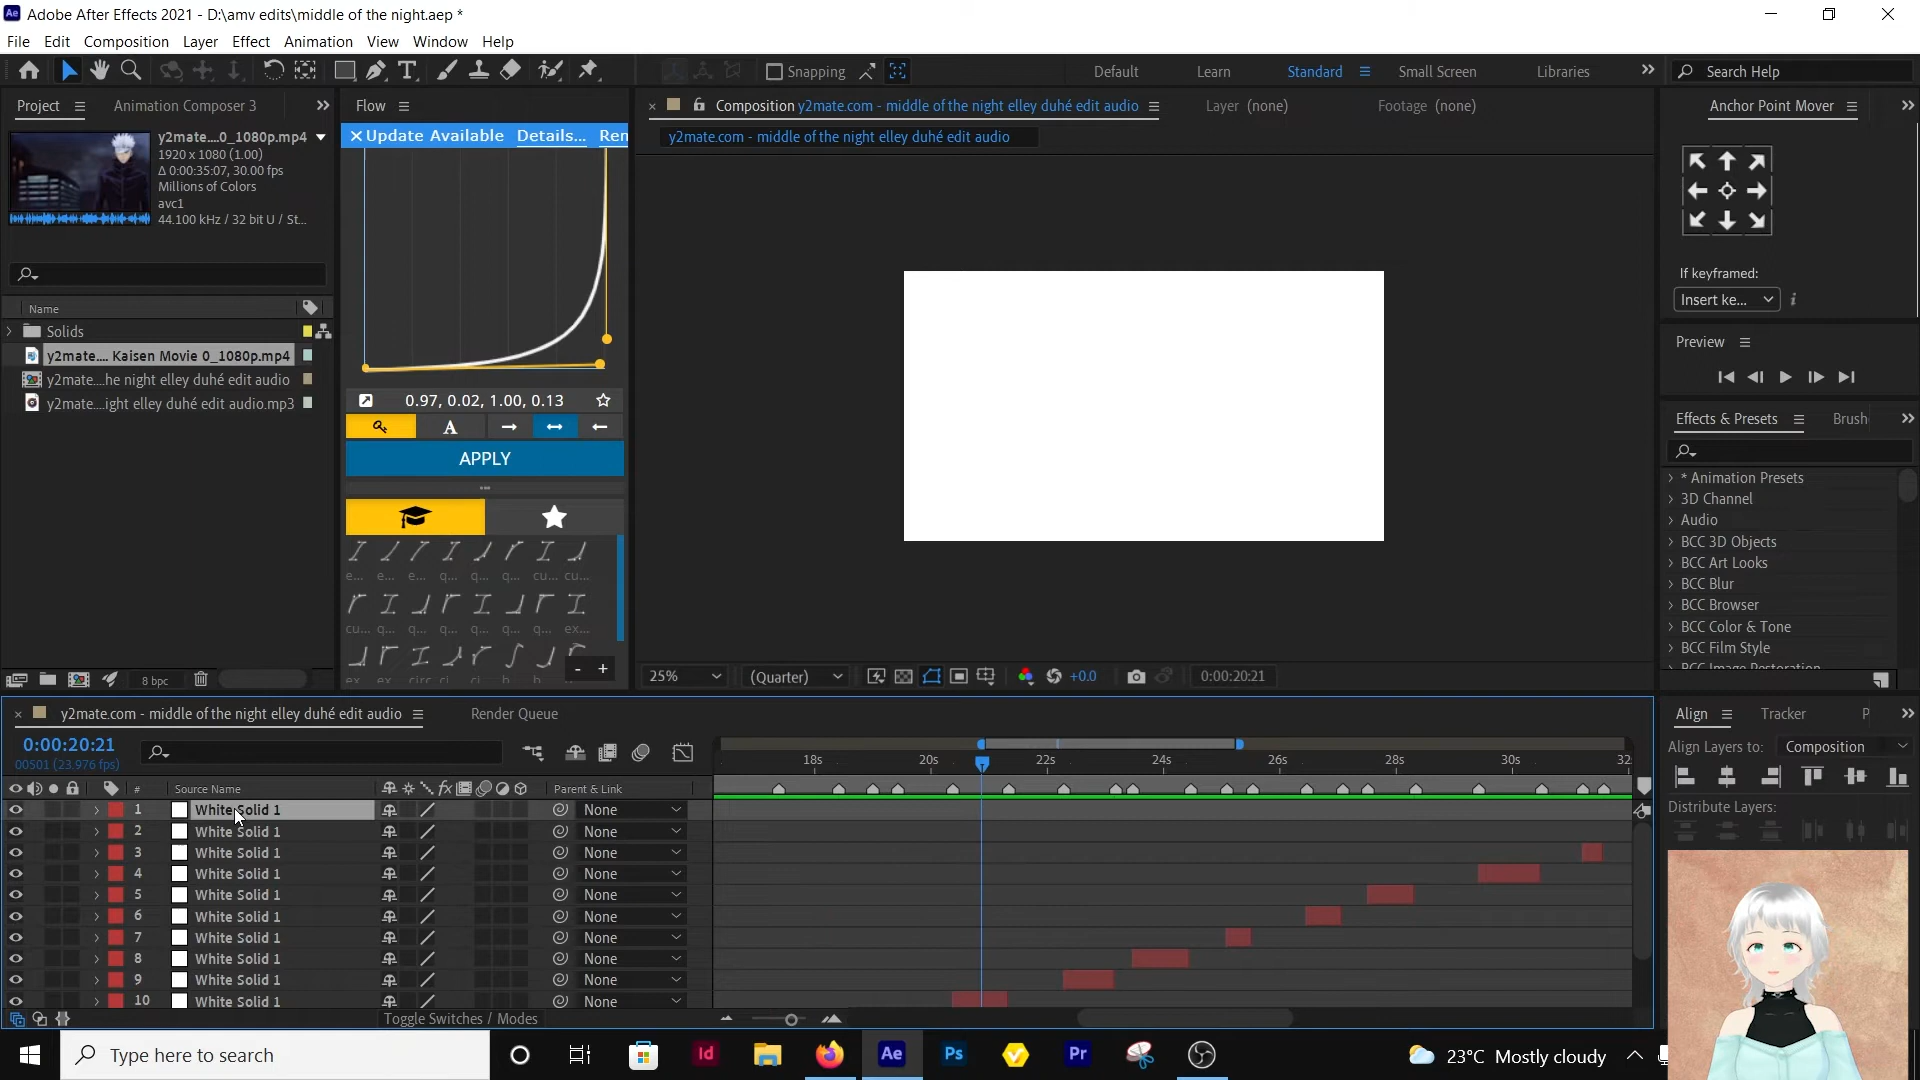 Adobe After Effects 2021 - D:\amv edits\middle of the night.aep *
File Edit Composition Layer Effect Animation View Window Help
Snapping
Default Learn Standard Small Screen Libraries
Search Help
Project Animation Composer 3
y2mate....0_1080p.mp4
1920 x 1080 (1.00)
Δ 0:00:35:07, 30.00 fps
Millions of Colors
avc1
44.100 kHz / 32 bit U / St...
Name
Solids
y2mate.... Kaisen Movie 0_1080p.mp4
y2mate....he night elley duhé edit audio
y2mate....ight elley duhé edit audio.mp3
8 bpc
Flow
Update Available Details... Ren
0.97, 0.02, 1.00, 0.13
A
APPLY
e... e... e... q... q... q... cu... cu...
cu... q... q... q... q... q... q... ex...
- +
Composition y2mate.com - middle of the night elley duhé edit audio
Layer (none)
Footage (none)
y2mate.com - middle of the night elley duhé edit audio
25% (Quarter) +0.0 0:00:20:21
Anchor Point Mover
If keyframed:
Insert ke...
Preview
Effects & Presets Brush
* Animation Presets
3D Channel
Audio
BCC 3D Objects
BCC Art Looks
BCC Blur
BCC Browser
BCC Color & Tone
BCC Film Style
BCC Image Restoration
y2mate.com - middle of the night elley duhé edit audio
Render Queue
0:00:20:21
00501 (23.976 fps)
# Source Name Parent & Link
18s 20s 22s 24s 26s 28s 30s 32
1 White Solid 1 None
2 White Solid 1 None
3 White Solid 1 None
4 White Solid 1 None
5 White Solid 1 None
6 White Solid 1 None
7 White Solid 1 None
8 White Solid 1 None
9 White Solid 1 None
10 White Solid 1 None
Toggle Switches / Modes
Align Tracker P
Align Layers to: Composition
Distribute Layers:
Type here to search
Id
Ae
Ps
Pr
23°C Mostly cloudy